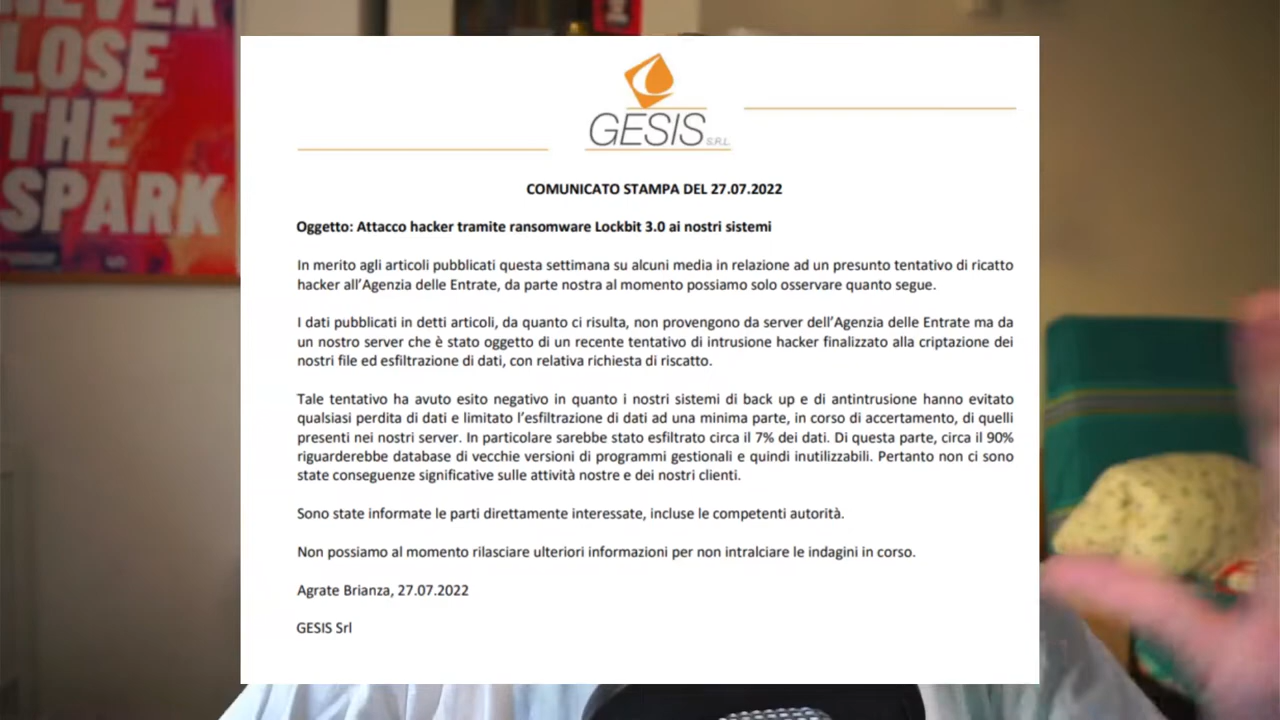 NEVER
LOSE
THE
SPARK
GESIS S.R.L.
COMUNICATO STAMPA DEL 27.07.2022
Oggetto: Attacco hacker tramite ransomware Lockbit 3.0 ai nostri sistemi
In merito agli articoli pubblicati questa settimana su alcuni media in relazione ad un presunto tentativo di ricatto
hacker all’Agenzia delle Entrate, da parte nostra al momento possiamo solo osservare quanto segue.
I dati pubblicati in detti articoli, da quanto ci risulta, non provengono da server dell’Agenzia delle Entrate ma da
un nostro server che è stato oggetto di un recente tentativo di intrusione hacker finalizzato alla criptazione dei
nostri file ed esfiltrazione di dati, con relativa richiesta di riscatto.
Tale tentativo ha avuto esito negativo in quanto i nostri sistemi di back up e di antintrusione hanno evitato
qualsiasi perdita di dati e limitato l’esfiltrazione di dati ad una minima parte, in corso di accertamento, di quelli
presenti nei nostri server. In particolare sarebbe stato esfiltrato circa il 7% dei dati. Di questa parte, circa il 90%
riguarderebbe database di vecchie versioni di programmi gestionali e quindi inutilizzabili. Pertanto non ci sono
state conseguenze significative sulle attività nostre e dei nostri clienti.
Sono state informate le parti direttamente interessate, incluse le competenti autorità.
Non possiamo al momento rilasciare ulteriori informazioni per non intralciare le indagini in corso.
Agrate Brianza, 27.07.2022
GESIS Srl